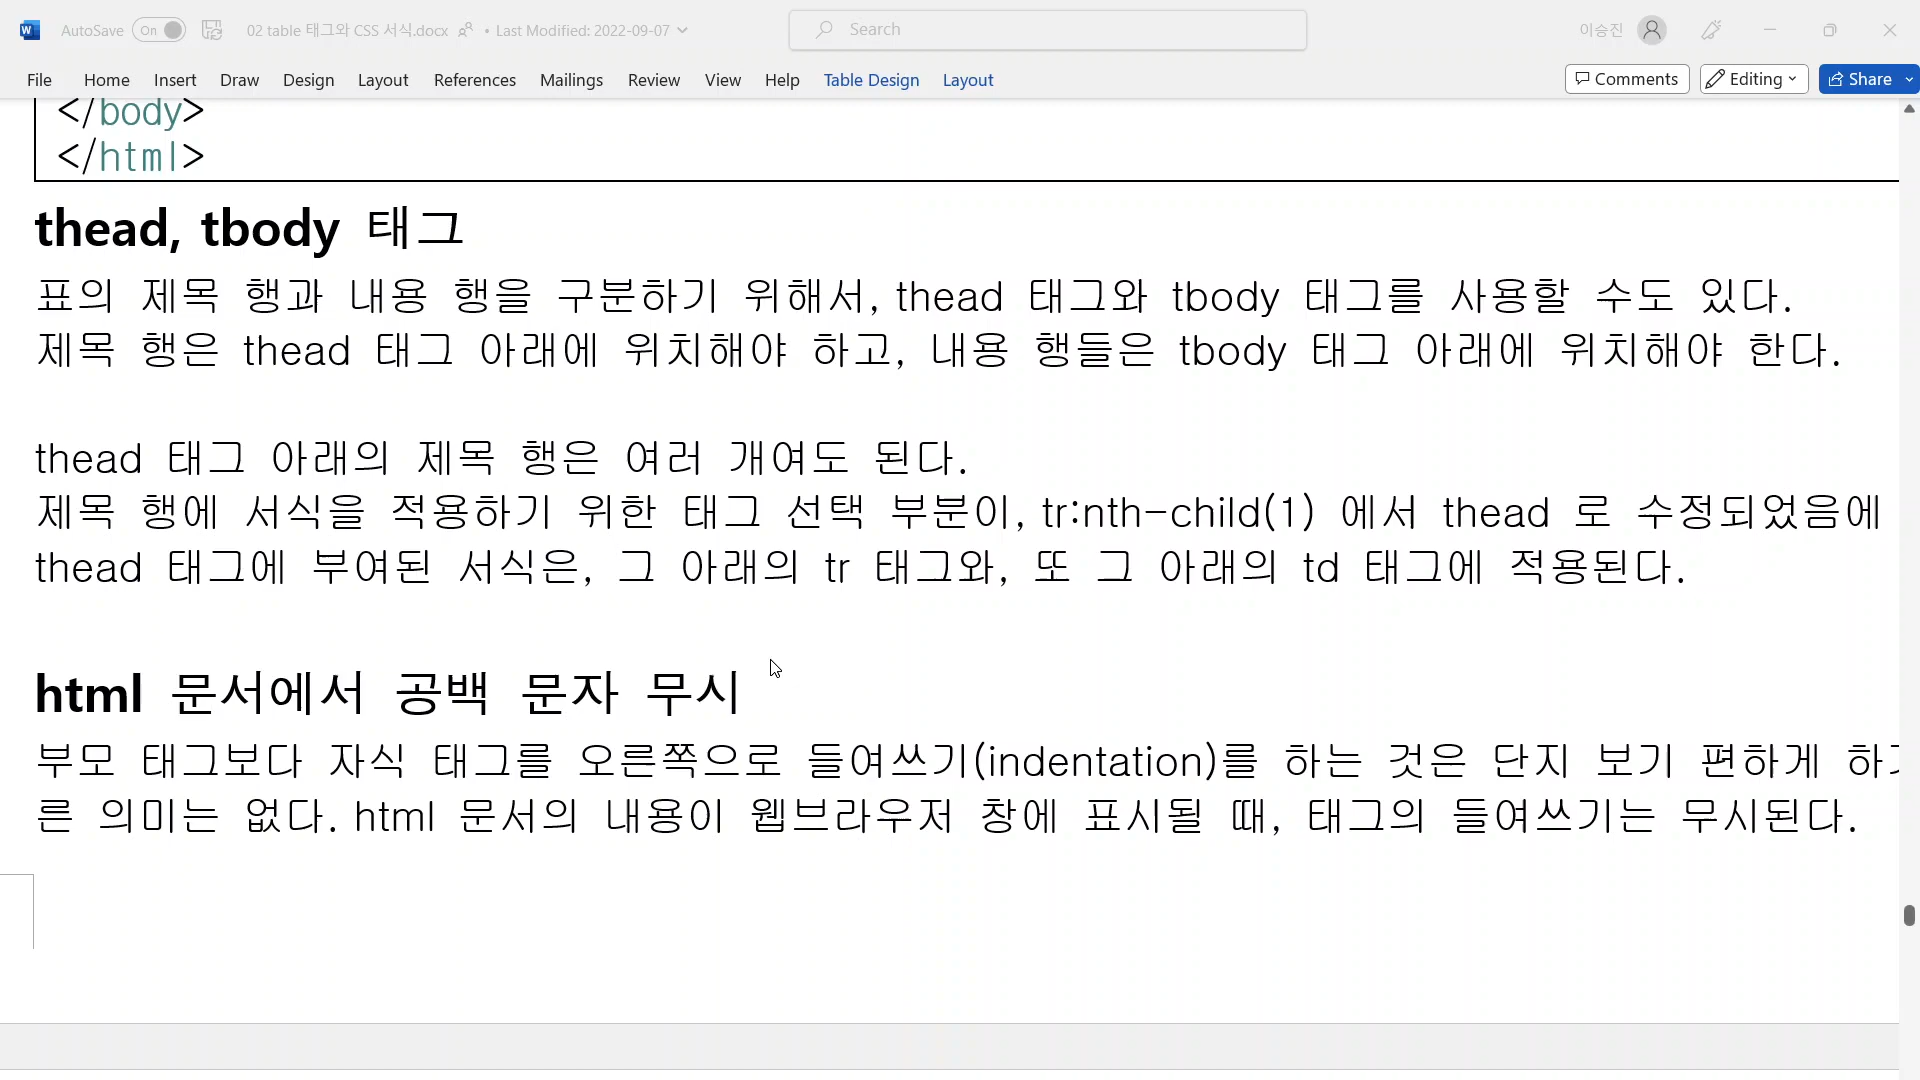 AutoSave On 02 table 태그와 CSS 서식.docx • Last Modified: 2022-09-07 Search 이승진
File Home Insert Draw Design Layout References Mailings Review View Help Table Design Layout Comments Editing Share
</body>
</html>
thead, tbody 태그
표의 제목 행과 내용 행을 구분하기 위해서, thead 태그와 tbody 태그를 사용할 수도 있다.
제목 행은 thead 태그 아래에 위치해야 하고, 내용 행들은 tbody 태그 아래에 위치해야 한다.
thead 태그 아래의 제목 행은 여러 개여도 된다.
제목 행에 서식을 적용하기 위한 태그 선택 부분이, tr:nth-child(1) 에서 thead 로 수정되었음에
thead 태그에 부여된 서식은, 그 아래의 tr 태그와, 또 그 아래의 td 태그에 적용된다.
html 문서에서 공백 문자 무시
부모 태그보다 자식 태그를 오른쪽으로 들여쓰기(indentation)를 하는 것은 단지 보기 편하게 하
른 의미는 없다. html 문서의 내용이 웹브라우저 창에 표시될 때, 태그의 들여쓰기는 무시된다.